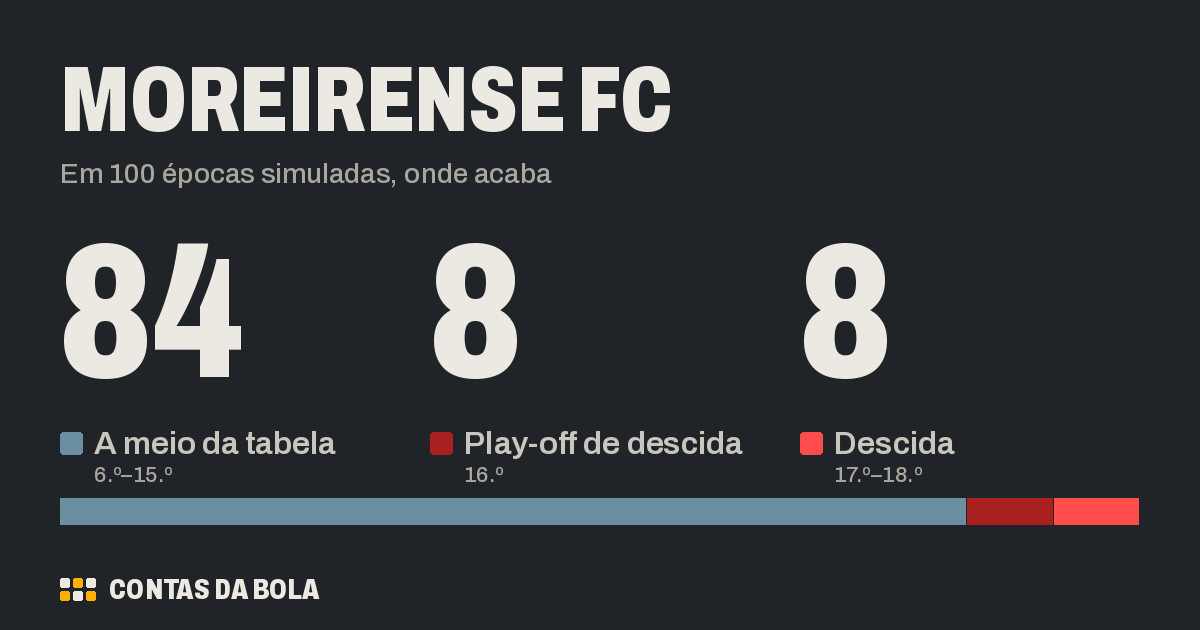 MOREIRENSE FC
Em 100 épocas simuladas, onde acaba
84 8 8
A meio da tabela Play-off de descida Descida
6.º–15.º 16.º 17.º–18.º
CONTAS DA BOLA